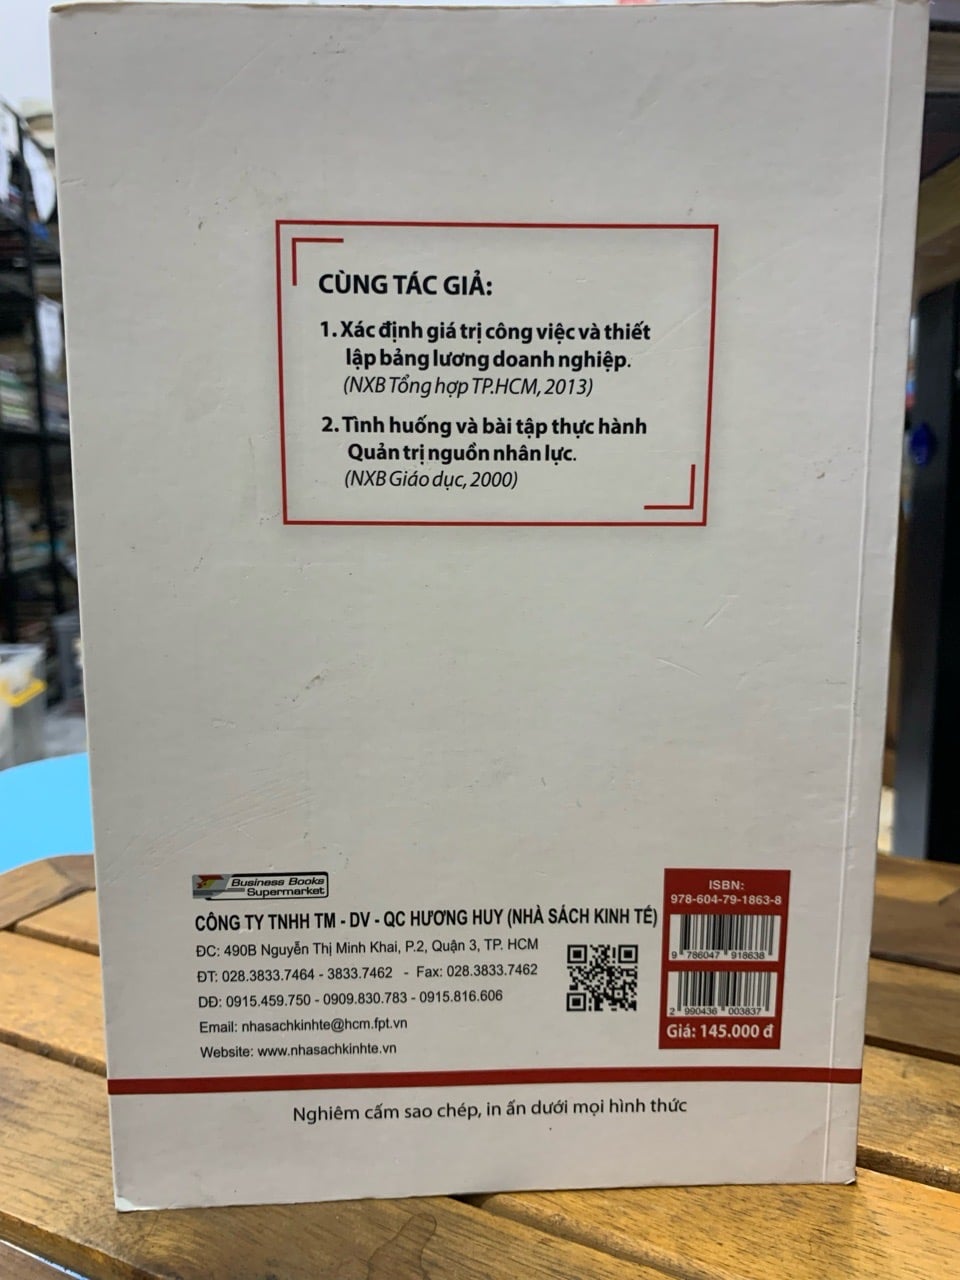 CÙNG TÁC GIẢ:
1. Xác định giá trị công việc và thiết
lập bảng lương doanh nghiệp.
(NXB Tổng hợp TP.HCM, 2013)
2. Tình huống và bài tập thực hành
Quản trị nguồn nhân lực.
(NXB Giáo dục, 2000)
Business Books
Supermarket
CÔNG TY TNHH TM - DV - QC HƯƠNG HUY (NHÀ SÁCH KINH TẾ)
ĐC: 490B Nguyễn Thị Minh Khai, P.2, Quận 3, TP. HCM
ĐT: 028.3833.7464 - 3833.7462 - Fax: 028.3833.7462
DĐ: 0915.459.750 - 0909.830.783 - 0915.816.606
Email: nhasachkinhte@hcm.fpt.vn
Website: www.nhasachkinhte.vn
ISBN:
978-604-79-1863-8
9 786047 918638
2 990436 003837
Giá: 145.000 đ
Nghiêm cấm sao chép, in ấn dưới mọi hình thức